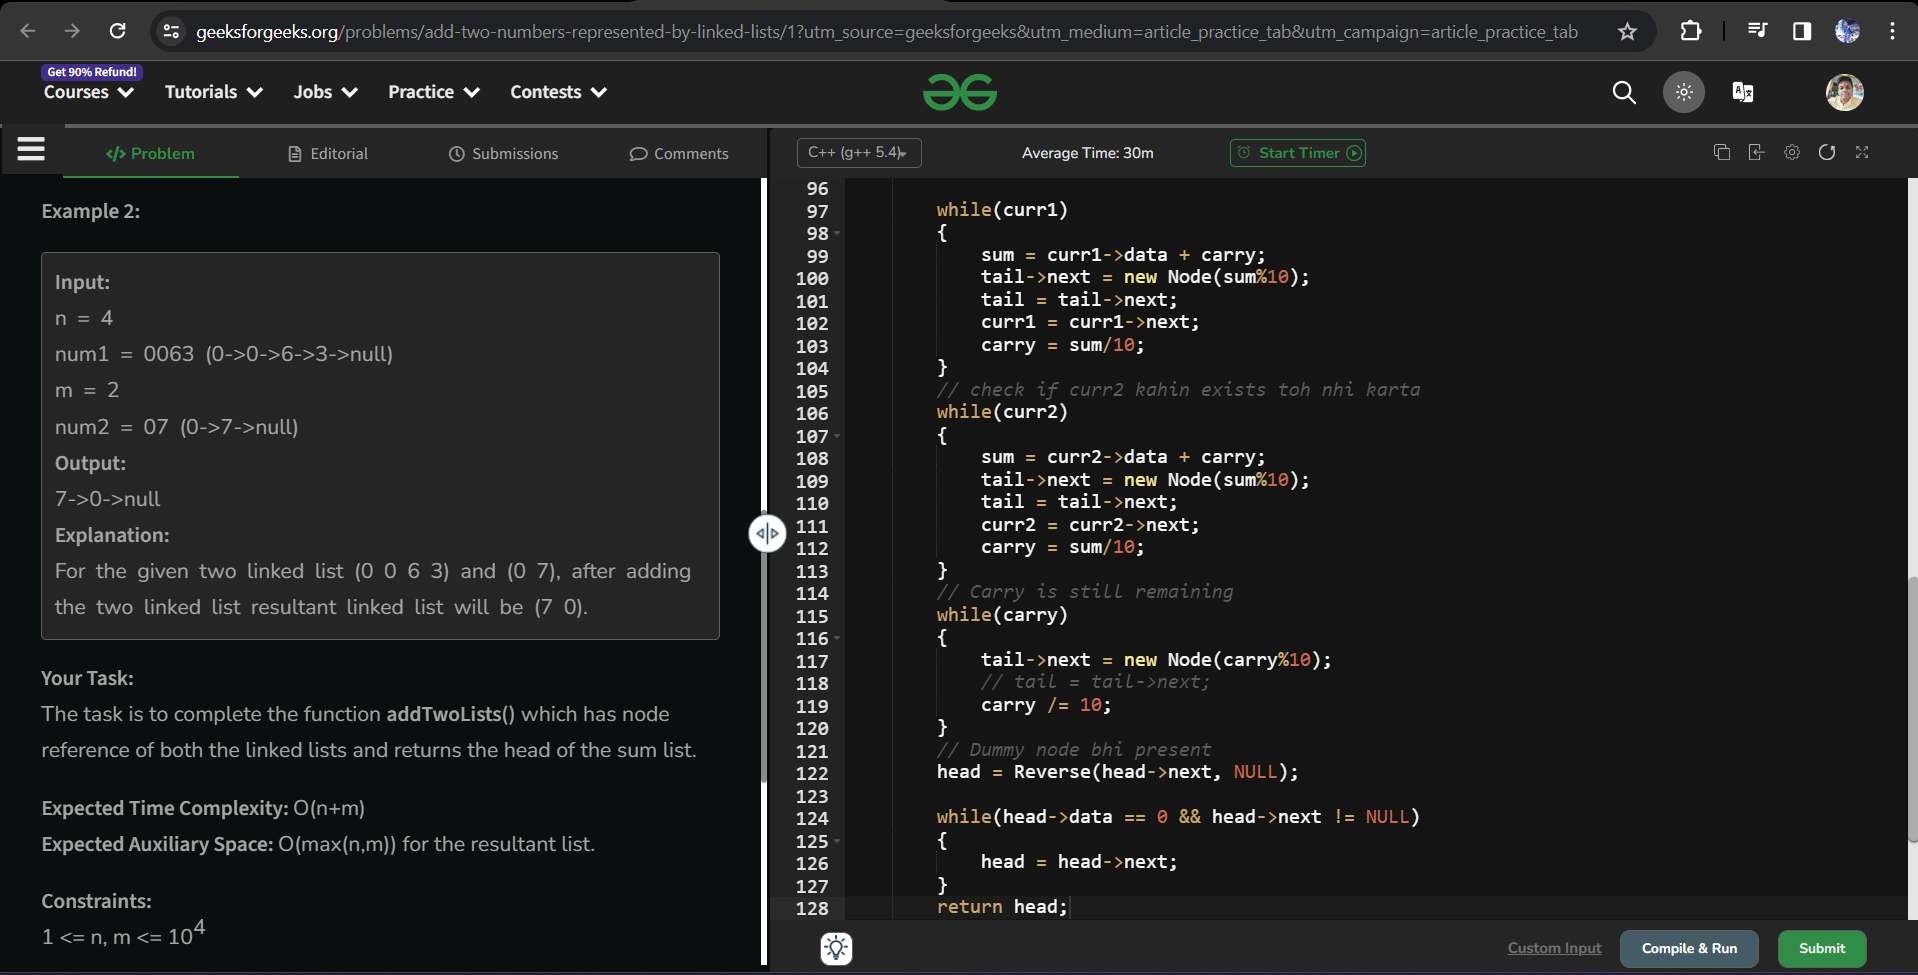 geeksforgeeks.org/problems/add-two-numbers-represented-by-linked-lists/1?utm_source=geeksforgeeks&utm_medium=article_practice_tab&utm_campaign=article_practice_tab
Get 90% Refund!
Courses Tutorials Jobs Practice Contests
</> Problem Editorial Submissions Comments
Example 2:
Input:
n = 4
num1 = 0063 (0->0->6->3->null)
m = 2
num2 = 07 (0->7->null)
Output:
7->0->null
Explanation:
For the given two linked list (0 0 6 3) and (0 7), after adding
the two linked list resultant linked list will be (7 0).
Your Task:
The task is to complete the function addTwoLists() which has node
reference of both the linked lists and returns the head of the sum list.
Expected Time Complexity: O(n+m)
Expected Auxiliary Space: O(max(n,m)) for the resultant list.
Constraints:
1 <= n, m <= 10^4
C++ (g++ 5.4) Average Time: 30m Start Timer
96
97 while(curr1)
98 {
99 sum = curr1->data + carry;
100 tail->next = new Node(sum%10);
101 tail = tail->next;
102 curr1 = curr1->next;
103 carry = sum/10;
104 }
105 // check if curr2 kahin exists toh nhi karta
106 while(curr2)
107 {
108 sum = curr2->data + carry;
109 tail->next = new Node(sum%10);
110 tail = tail->next;
111 curr2 = curr2->next;
112 carry = sum/10;
113 }
114 // Carry is still remaining
115 while(carry)
116 {
117 tail->next = new Node(carry%10);
118 // tail = tail->next;
119 carry /= 10;
120 }
121 // Dummy node bhi present
122 head = Reverse(head->next, NULL);
123
124 while(head->data == 0 && head->next != NULL)
125 {
126 head = head->next;
127 }
128 return head;
Custom Input Compile & Run Submit